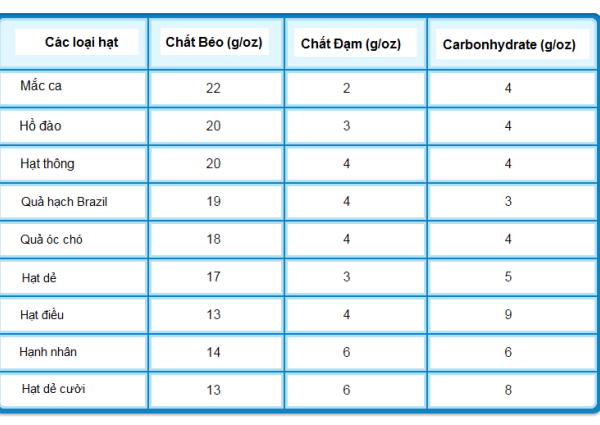 Các loại hạt Chất Béo (g/oz) Chất Đạm (g/oz) Carbonhydrate (g/oz)
Mắc ca 22 2 4
Hồ đào 20 3 4
Hạt thông 20 4 4
Quả hạch Brazil 19 4 3
Quả óc chó 18 4 4
Hạt dẻ 17 3 5
Hạt điều 13 4 9
Hạnh nhân 14 6 6
Hạt dẻ cười 13 6 8